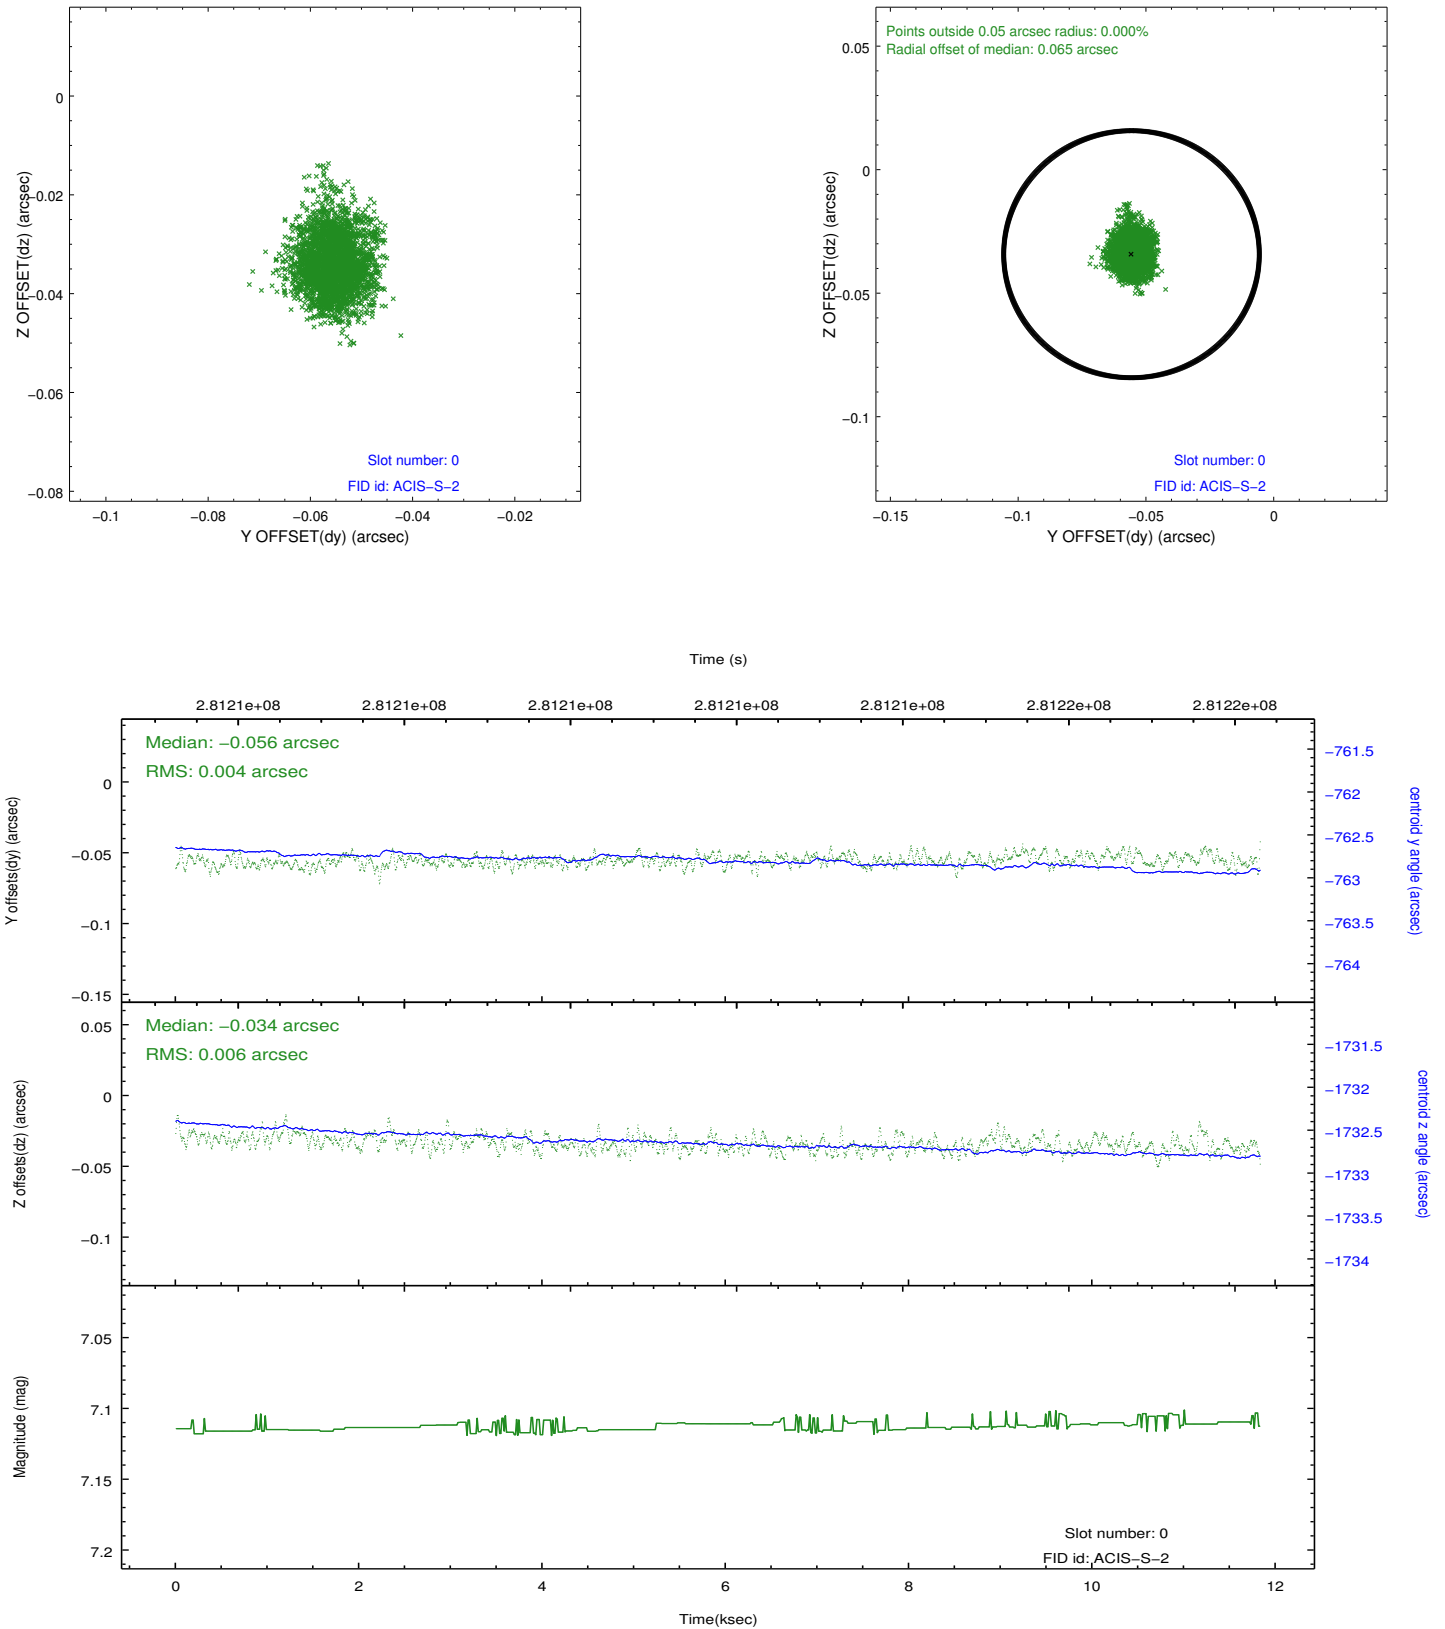 0
−0.02
−0.04
−0.06
−0.08
−0.1
−0.08
−0.06
−0.04
−0.02
Z OFFSET(dz) (arcsec)
Y OFFSET(dy) (arcsec)
Slot number: 0
FID id: ACIS−S−2
Points outside 0.05 arcsec radius: 0.000%
Radial offset of median: 0.065 arcsec
0.05
0
−0.05
−0.1
−0.15
−0.1
−0.05
0
Z OFFSET(dz) (arcsec)
Y OFFSET(dy) (arcsec)
Slot number: 0
FID id: ACIS−S−2
Time (s)
2.8121e+08
2.8121e+08
2.8121e+08
2.8121e+08
2.8121e+08
2.8122e+08
2.8122e+08
Median: −0.056 arcsec
RMS: 0.004 arcsec
0
−0.05
−0.1
−0.15
Y offsets(dy) (arcsec)
−761.5
−762
−762.5
−763
−763.5
−764
centroid y angle (arcsec)
Median: −0.034 arcsec
RMS: 0.006 arcsec
0.05
0
−0.05
−0.1
Z offsets(dz) (arcsec)
−1731.5
−1732
−1732.5
−1733
−1733.5
−1734
centroid z angle (arcsec)
7.05
7.1
7.15
7.2
Magnitude (mag)
Slot number: 0
FID id: ACIS−S−2
0
2
4
6
8
10
12
Time(ksec)